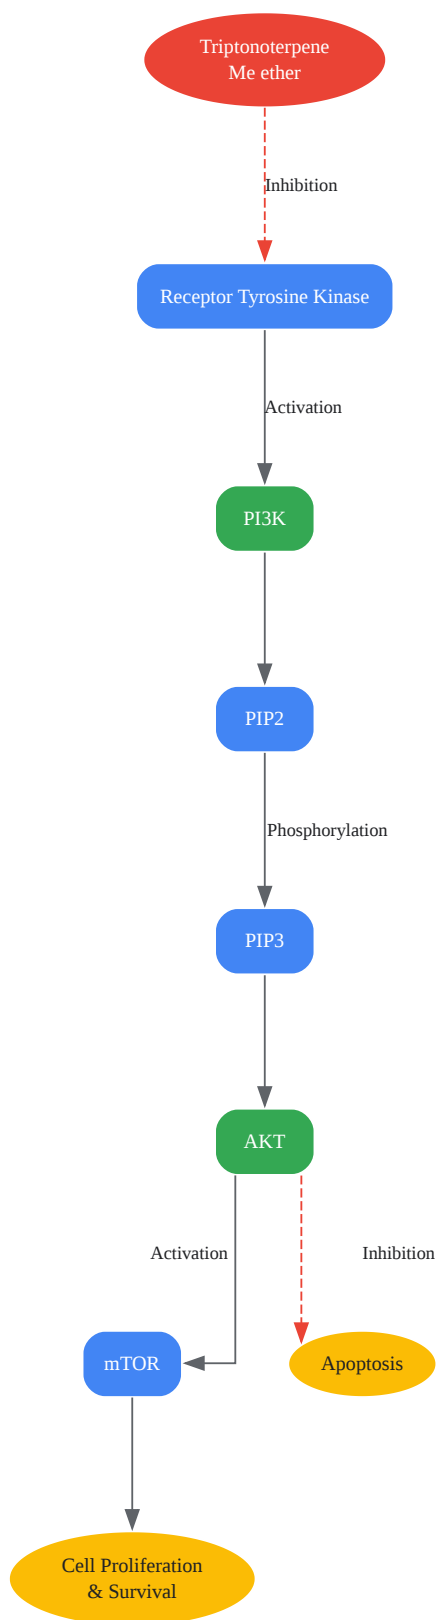 Triptonoterpene
Me ether
Inhibition
Receptor Tyrosine Kinase
Activation
PI3K
PIP2
Phosphorylation
PIP3
AKT
Activation
Inhibition
mTOR
Apoptosis
Cell Proliferation
& Survival